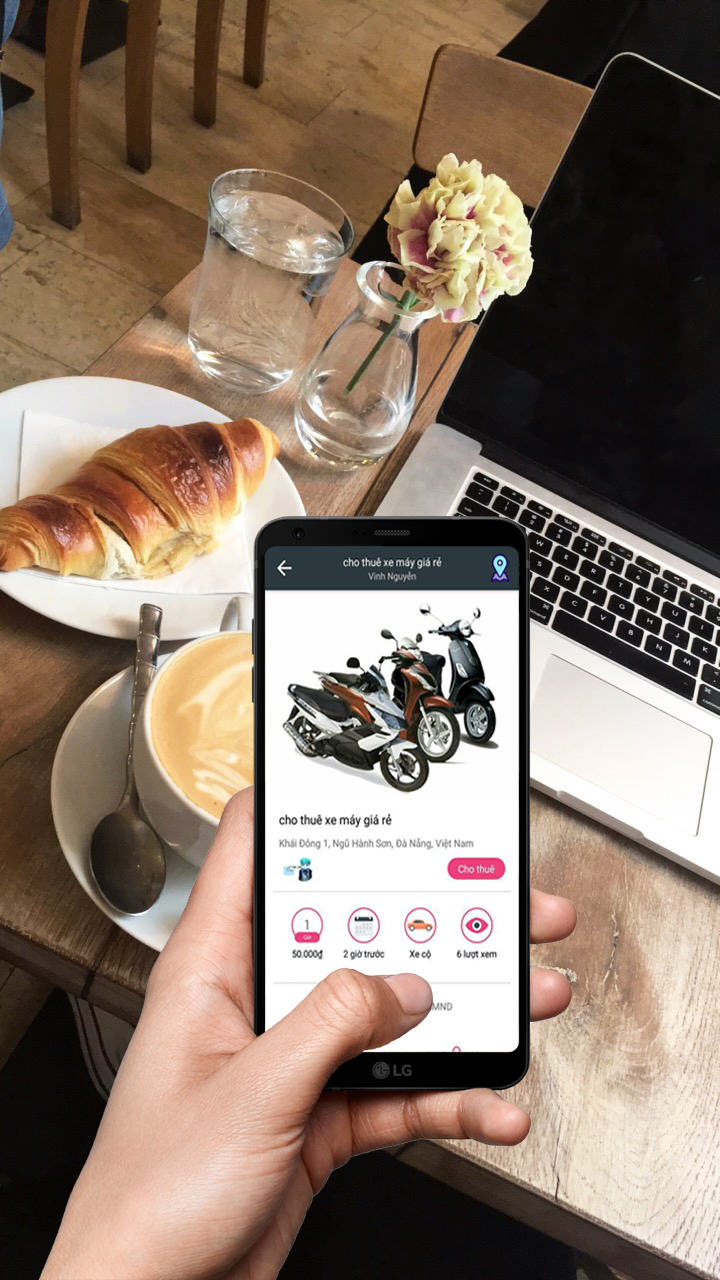 cho thuê xe máy giá rẻ
Vinh Nguyễn
cho thuê xe máy giá rẻ
Khái Đông 1, Ngũ Hành Sơn, Đà Nẵng, Việt Nam
Cho thuê
1
50.000₫
2 giờ trước
Xe cộ
6 lượt xem
MND
LG